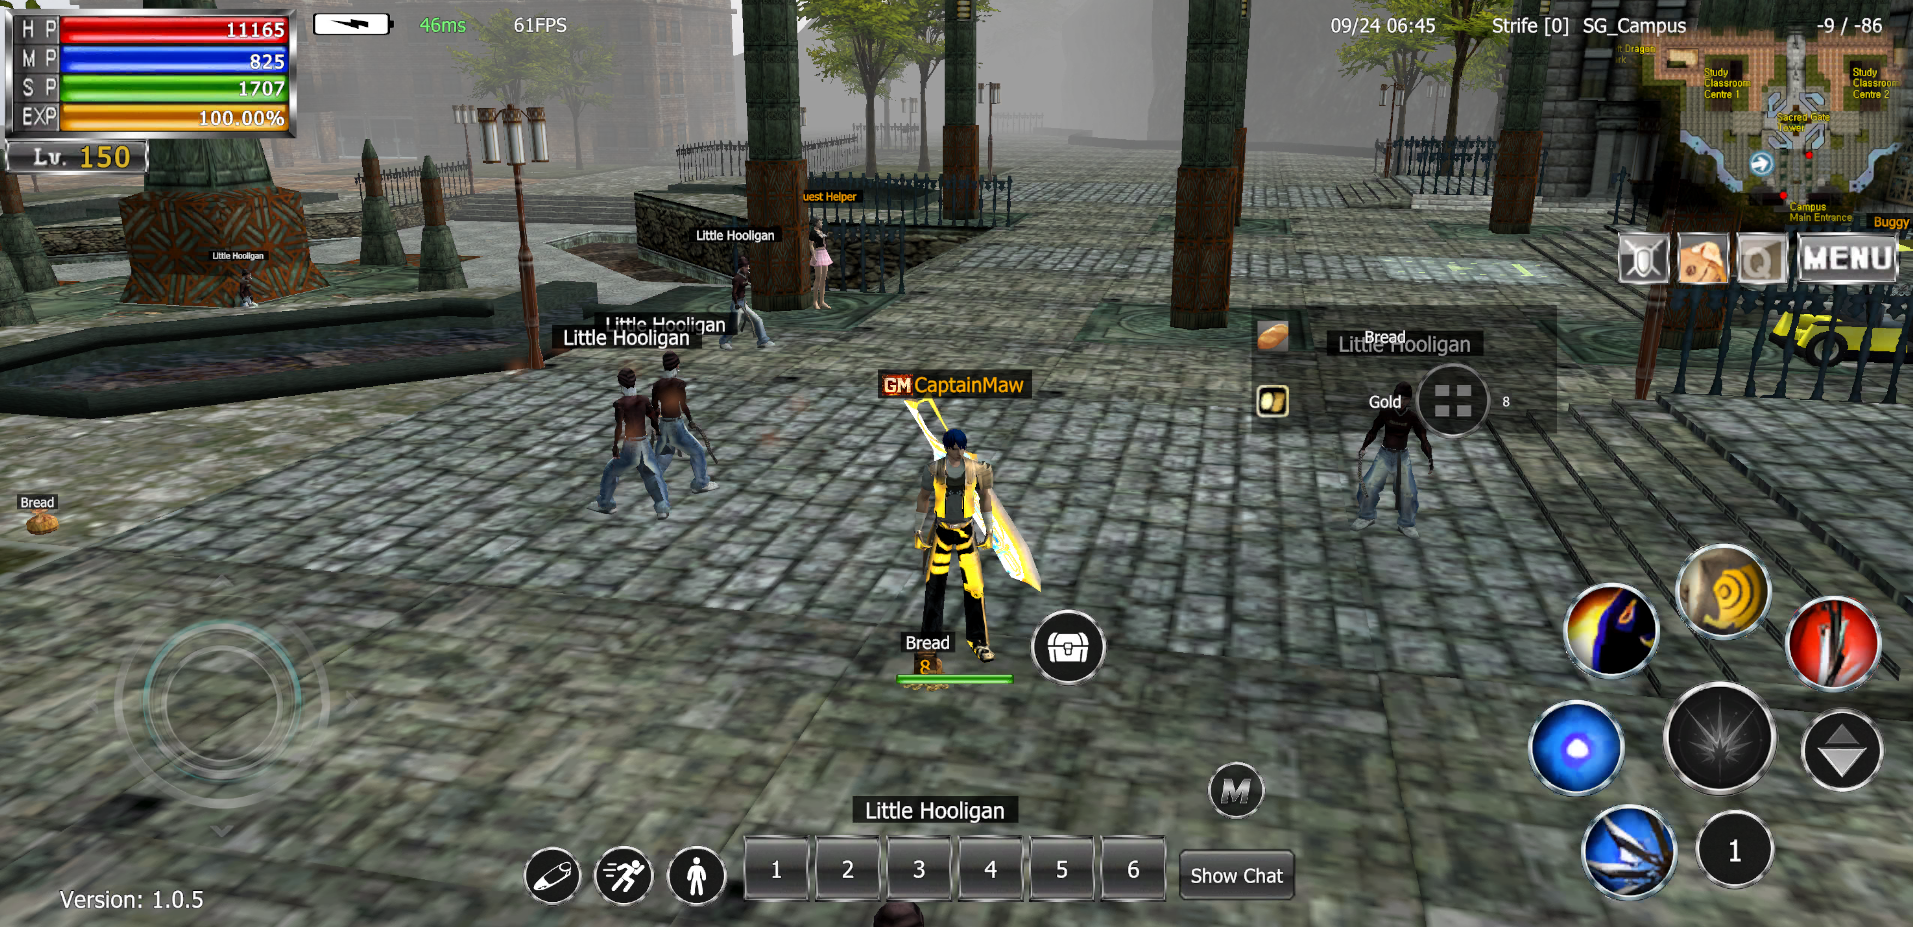 H P 11165
M P 825
S P 1707
EXP 100.00%
Lv. 150
46ms
61FPS
09/24 06:45
Strife [0] SG_Campus
-9 / -86
Study
Classroom
Centre 1
Study
Classroom
Centre 2
Sacred Gate
Tower
Campus
Main Entrance
Buggy
Q
MENU
uest Helper
Little Hooligan
Little Hooligan
Little Hooligan
Little Hooligan
Bread
Little Hooligan
Gold 8
GM CaptainMaw
Bread
Bread
8
Little Hooligan
M
1 2 3 4 5 6
Show Chat
1
Version: 1.0.5